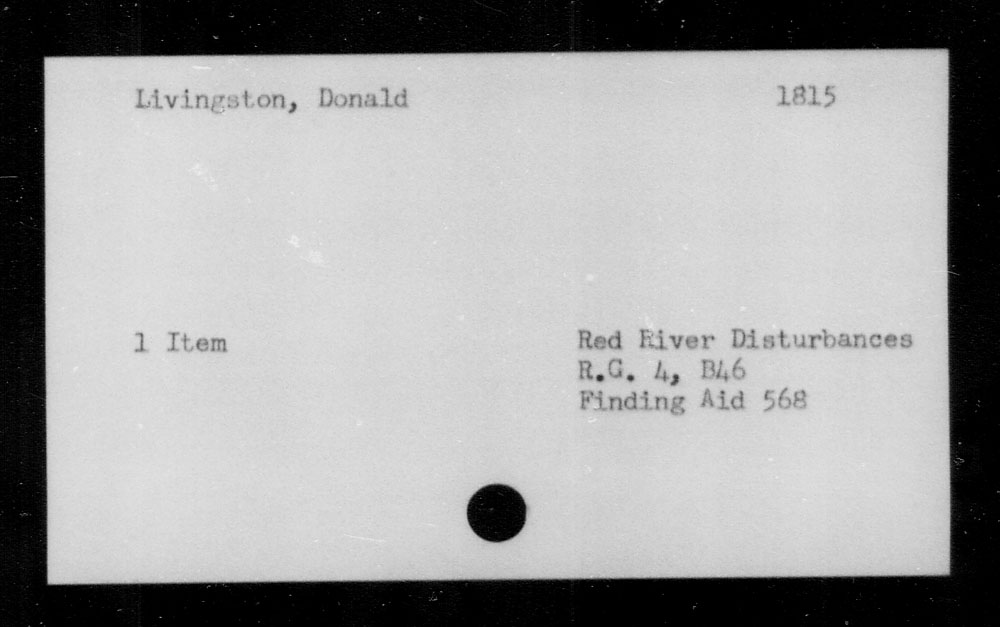 Livingston, Donald 1815
1 Item Red River Disturbances
R.G. 4, B46
Finding Aid 568